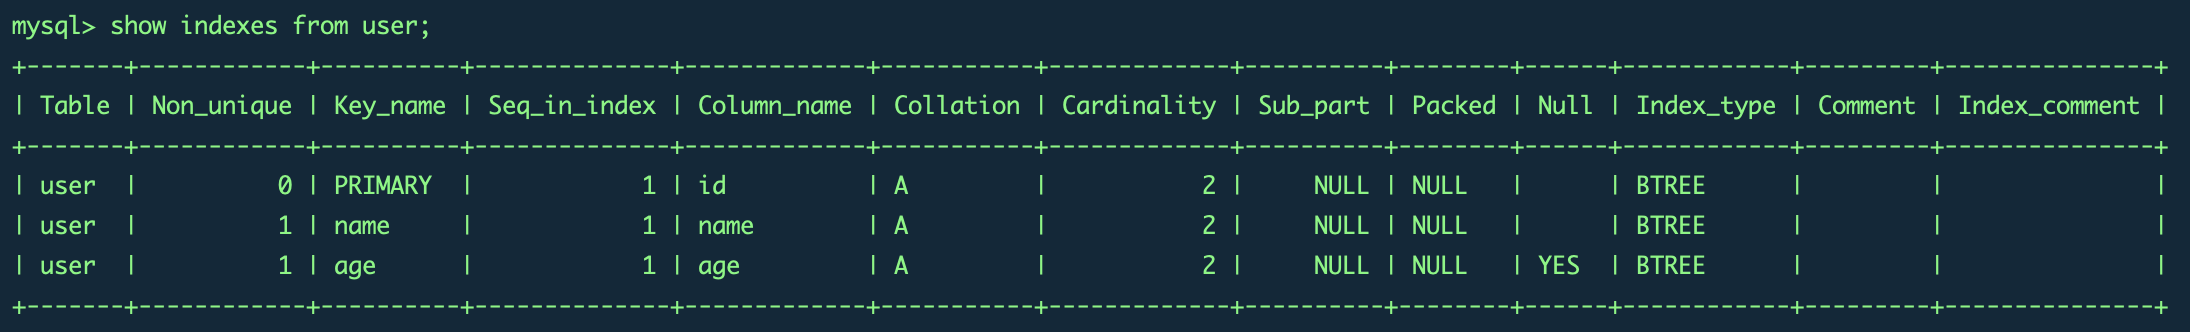 mysql> show indexes from user;
+-------+------------+----------+--------------+-------------+-----------+-------------+----------+--------+------+------------+---------+---------------+
| Table | Non_unique | Key_name | Seq_in_index | Column_name | Collation | Cardinality | Sub_part | Packed | Null | Index_type | Comment | Index_comment |
+-------+------------+----------+--------------+-------------+-----------+-------------+----------+--------+------+------------+---------+---------------+
| user  |          0 | PRIMARY  |            1 | id          | A         |           2 |     NULL | NULL   |      | BTREE      |         |               |
| user  |          1 | name     |            1 | name        | A         |           2 |     NULL | NULL   |      | BTREE      |         |               |
| user  |          1 | age      |            1 | age         | A         |           2 |     NULL | NULL   | YES  | BTREE      |         |               |
+-------+------------+----------+--------------+-------------+-----------+-------------+----------+--------+------+------------+---------+---------------+